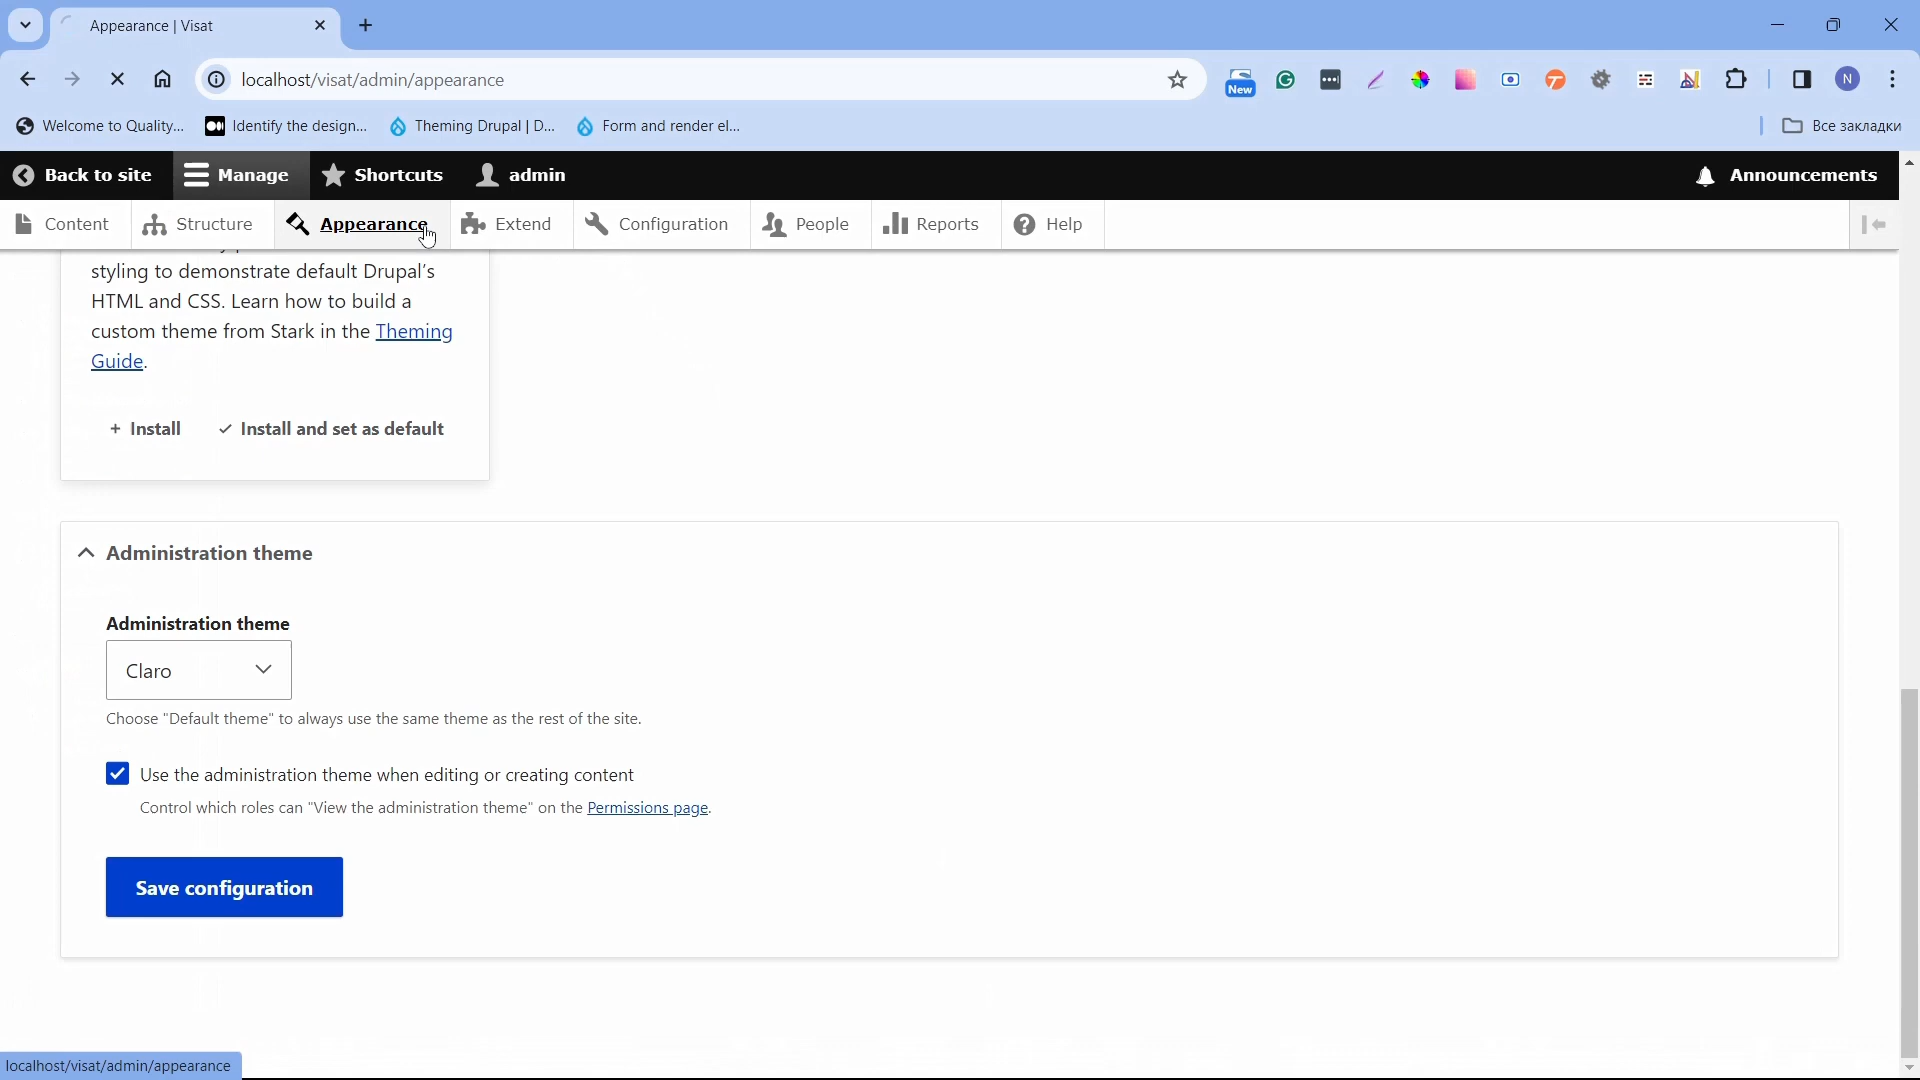 Appearance | Visat
localhost/visat/admin/appearance
New
N
Welcome to Quality...
Identify the design...
Theming Drupal | D...
Form and render el...
Все закладки
Back to site
Manage
Shortcuts
admin
Announcements
Content
Structure
Appearance
Extend
Configuration
People
Reports
Help
styling to demonstrate default Drupal's
HTML and CSS. Learn how to build a
custom theme from Stark in the Theming
Guide.
+ Install
Install and set as default
Administration theme
Administration theme
Claro
Choose "Default theme" to always use the same theme as the rest of the site.
Use the administration theme when editing or creating content
Control which roles can "View the administration theme" on the Permissions page.
Save configuration
localhost/visat/admin/appearance